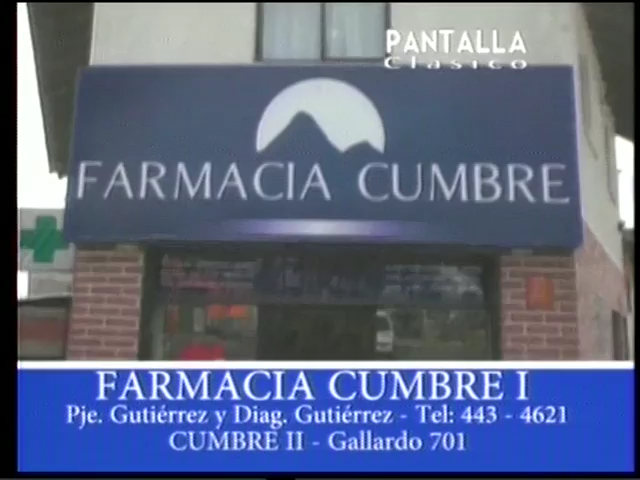 PANTALLA
Clasico
FARMACIA CUMBRE
FARMACIA CUMBRE I
Pje. Gutiérrez y Diag. Gutiérrez - Tel: 443 - 4621
CUMBRE II - Gallardo 701